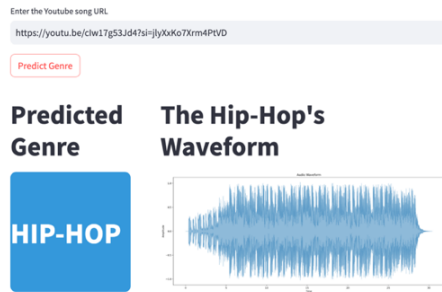 Enter the Youtube song URL
https://youtu.be/clw17g53Jd4?si=jlyXxKo7Xrm4PtVD
Predict Genre
Predicted
Genre
The Hip-Hop's
Waveform
HIP-HOP
Audio Waveform